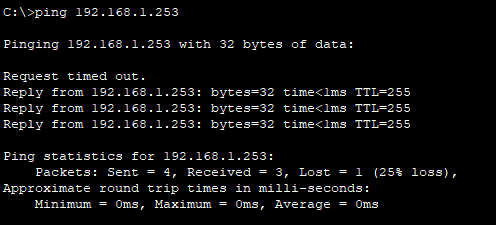 C:\>ping 192.168.1.253
Pinging 192.168.1.253 with 32 bytes of data:
Request timed out.
Reply from 192.168.1.253: bytes=32 time<1ms TTL=255
Reply from 192.168.1.253: bytes=32 time<1ms TTL=255
Reply from 192.168.1.253: bytes=32 time<1ms TTL=255
Ping statistics for 192.168.1.253:
Packets: Sent = 4, Received = 3, Lost = 1 (25% loss),
Approximate round trip times in milli-seconds:
Minimum = 0ms, Maximum = 0ms, Average = 0ms